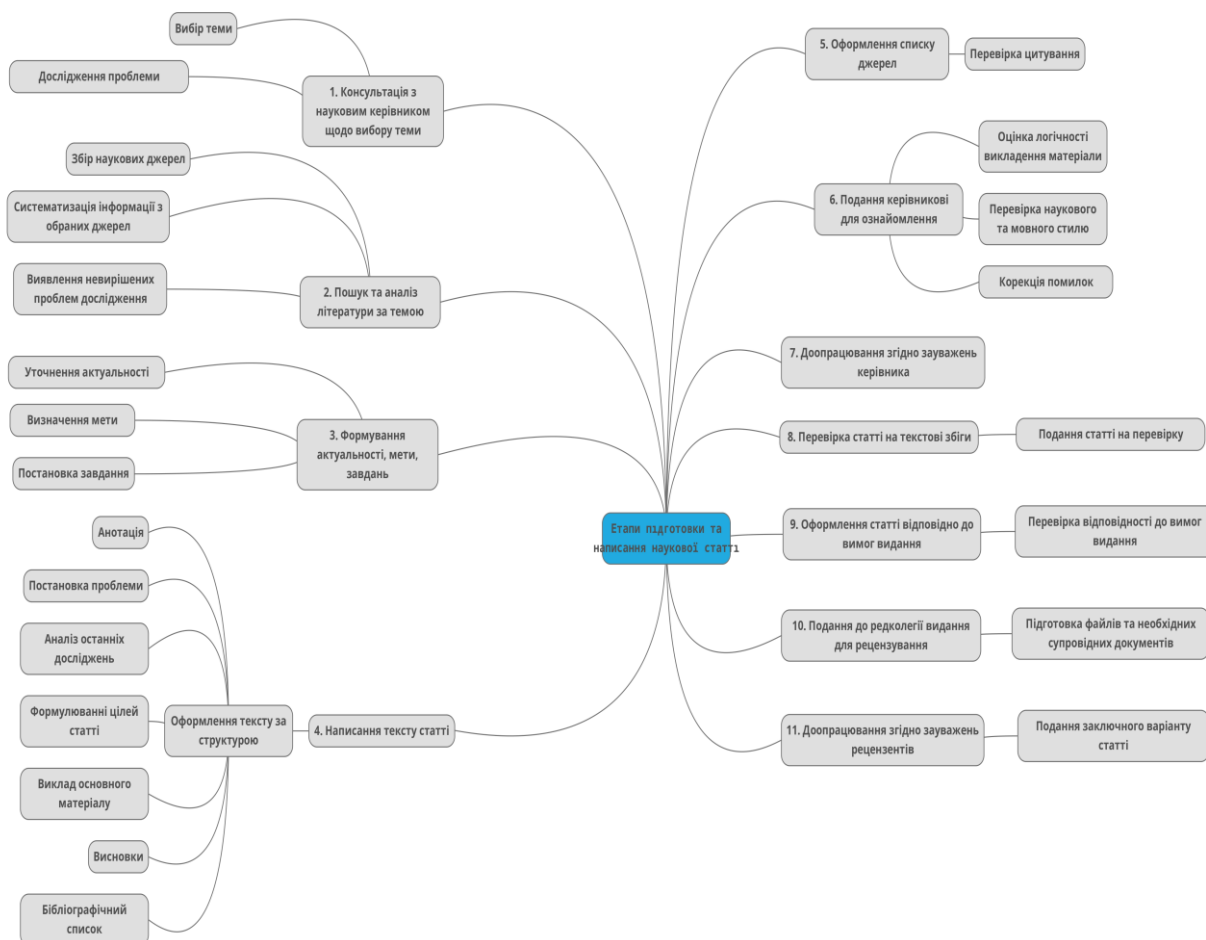 Вибір теми
Дослідження проблеми
1. Консультація з
науковим керівником
щодо вибору теми
Збір наукових джерел
Систематизація інформації з
обраних джерел
Виявлення невирішених
проблем дослідження
2. Пошук та аналіз
літератури за темою
Уточнення актуальності
Визначення мети
Постановка завдання
3. Формування
актуальності, мети,
завдань
Анотація
Постановка проблеми
Аналіз останніх
досліджень
Формулюванні цілей
статті
Виклад основного
матеріалу
Висновки
Бібліографічний
список
Оформлення тексту за
структурою
4. Написання тексту статті
Етапи підготовки та
написання наукової статті
5. Оформлення списку
джерел
Перевірка цитування
6. Подання керівникові
для ознайомлення
Оцінка логічності
викладення матеріали
Перевірка наукового
та мовного стилю
Корекція помилок
7. Доопрацювання згідно зауважень
керівника
8. Перевірка статті на текстові збіги
Подання статті на перевірку
9. Оформлення статті відповідно до
вимог видання
Перевірка відповідності до вимог
видання
10. Подання до редколегії видання
для рецензування
Підготовка файлів та необхідних
супровідних документів
11. Доопрацювання згідно зауважень
рецензентів
Подання заключного варіанту
статті